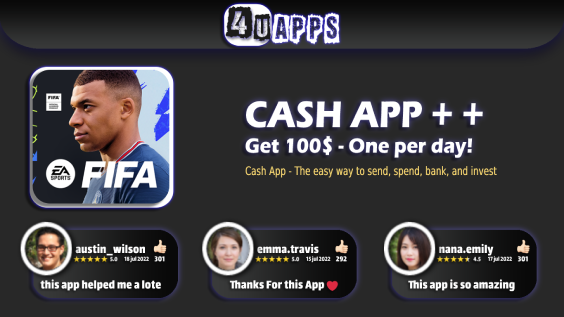 4UAPPS
FIFA
EA
SPORTS
FIFA
CASH APP + +
Get 100$ - One per day!
Cash App - The easy way to send, spend, bank, and invest
austin_wilson
5.0 18 jul 2022 301
this app helped me a lote
emma.travis
5.0 15 jul 2022 292
Thanks For this App
nana.emily
4.5 17 jul 2022 301
This app is so amazing